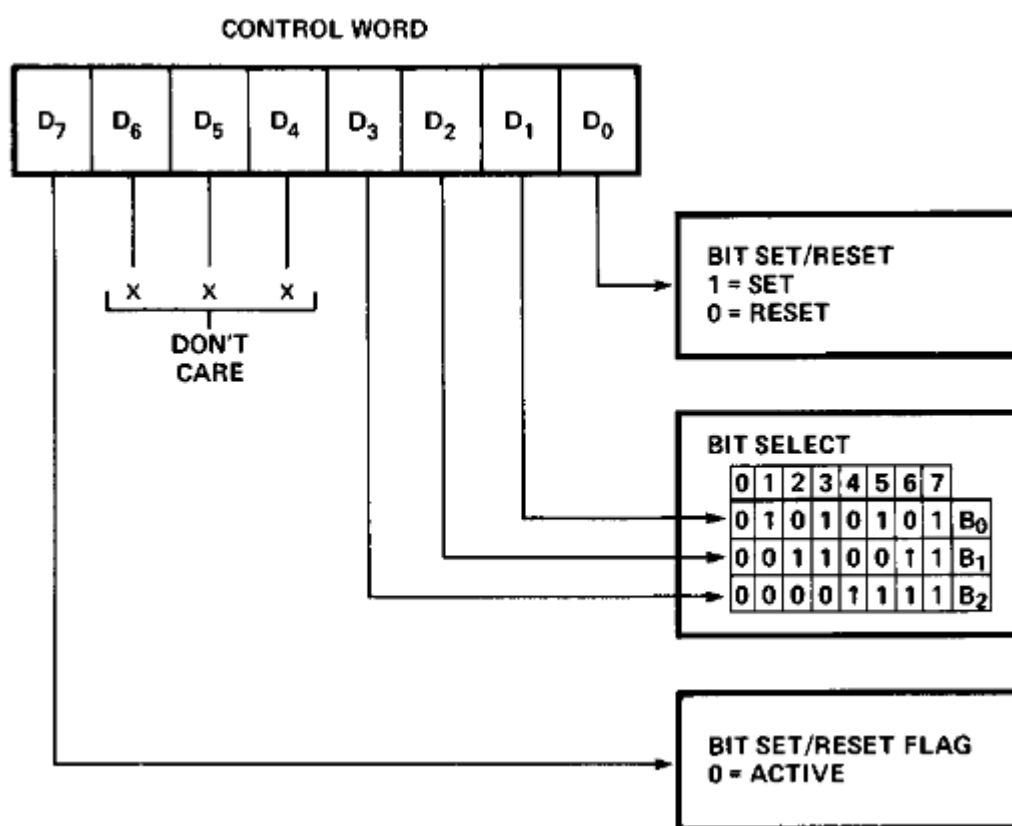 CONTROL WORD
D7 D6 D5 D4 D3 D2 D1 D0
BIT SET/RESET
1 = SET
0 = RESET
X X X
DON'T
CARE
BIT SELECT
0 1 2 3 4 5 6 7
0 1 0 1 0 1 0 1 B0
0 0 1 1 0 0 1 1 B1
0 0 0 0 1 1 1 1 B2
BIT SET/RESET FLAG
0 = ACTIVE